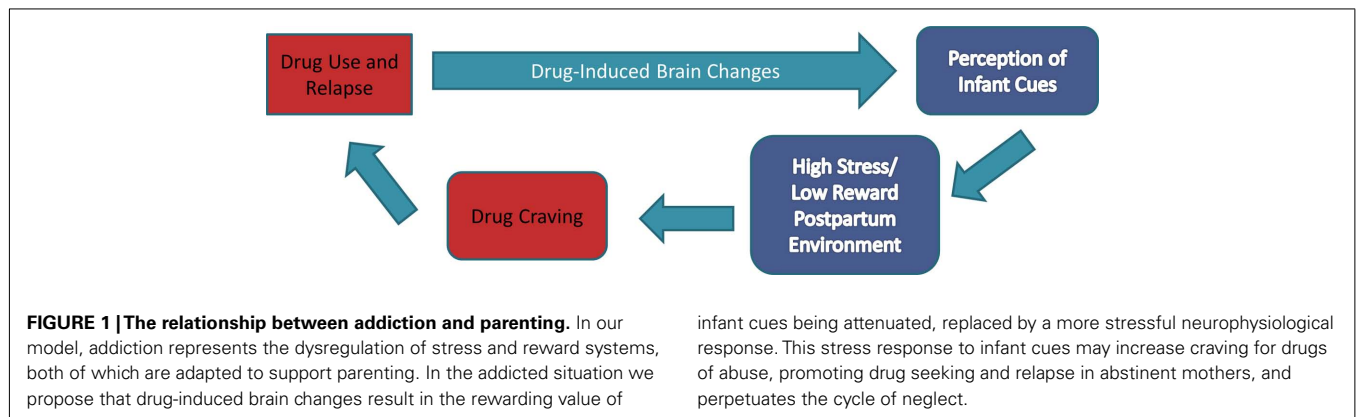 Drug Use and
Relapse
Drug-Induced Brain Changes
Perception of
Infant Cues
High Stress/
Low Reward
Postpartum
Environment
Drug Craving
FIGURE 1 | The relationship between addiction and parenting. In our
model, addiction represents the dysregulation of stress and reward systems,
both of which are adapted to support parenting. In the addicted situation we
propose that drug-induced brain changes result in the rewarding value of
infant cues being attenuated, replaced by a more stressful neurophysiological
response. This stress response to infant cues may increase craving for drugs
of abuse, promoting drug seeking and relapse in abstinent mothers, and
perpetuates the cycle of neglect.